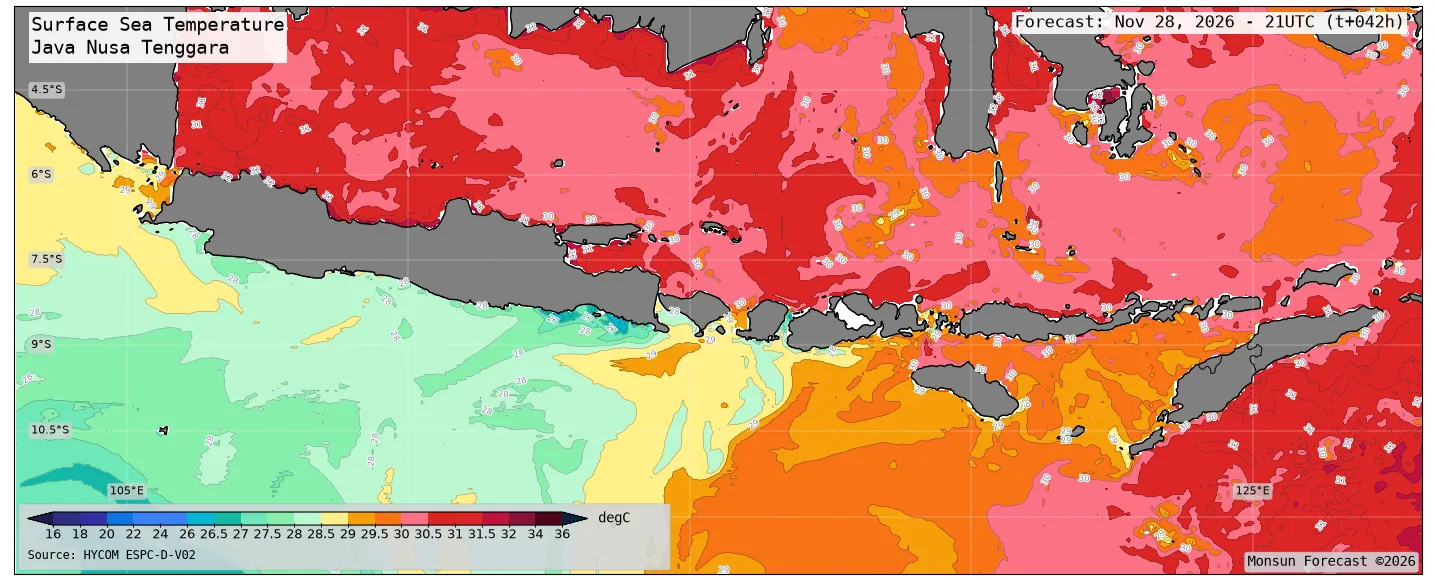 Surface Sea Temperature
Java Nusa Tenggara
Forecast: Nov 28, 2026 - 21UTC (t+042h)
4.5°S
6°S
7.5°S
9°S
10.5°S
105°E
125°E
16 18 20 22 24 26 26.5 27 27.5 28 28.5 29 29.5 30 30.5 31 31.5 32 34 36 degC
Source: HYCOM ESPC-D-V02
Monsun Forecast ©2026